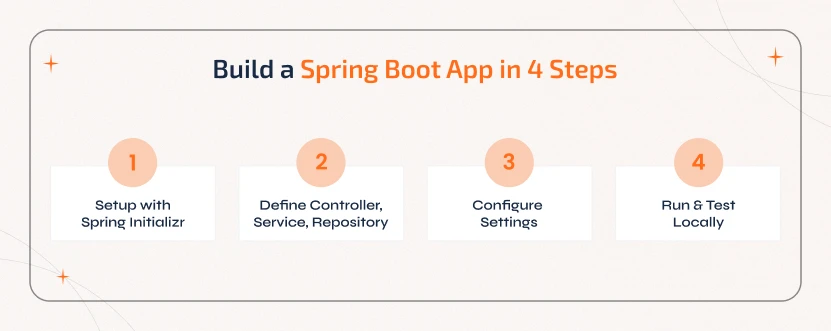 Build a Spring Boot App in 4 Steps
1
Setup with
Spring Initializr
2
Define Controller,
Service, Repository
3
Configure
Settings
4
Run & Test
Locally